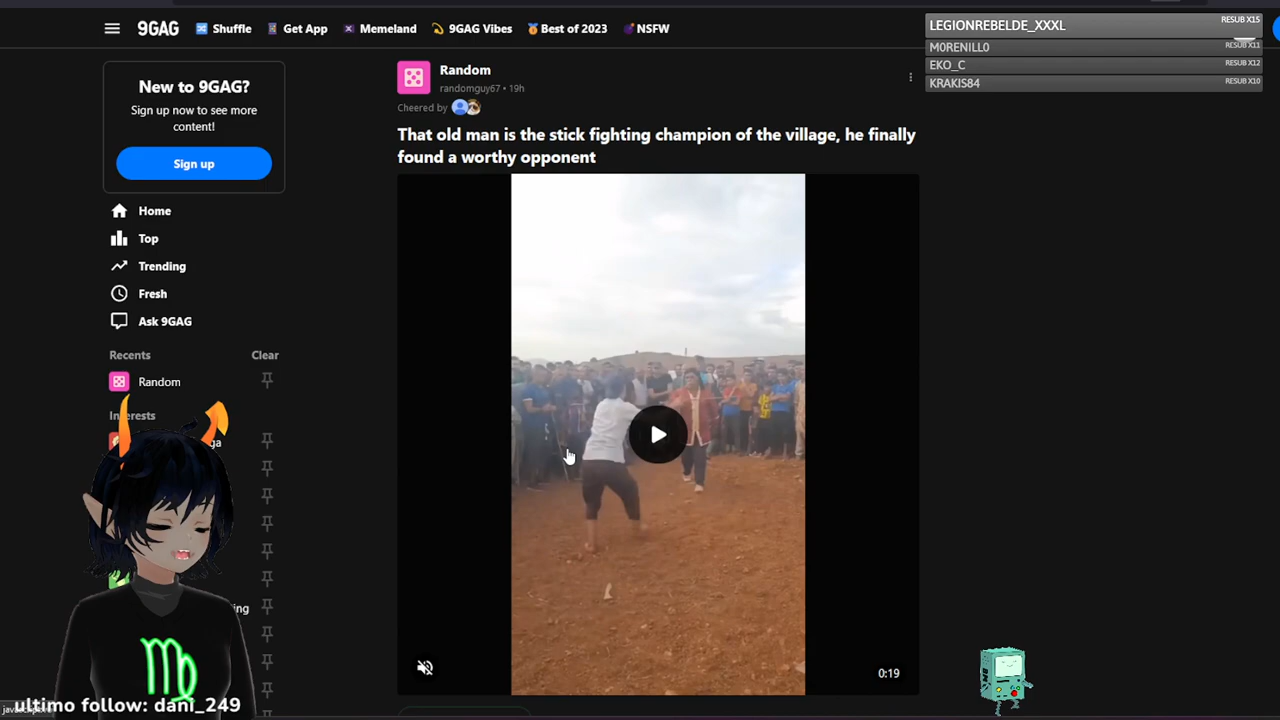 9GAG
Shuffle
Get App
Memeland
9GAG Vibes
Best of 2023
NSFW
LEGIONREBELDE_XXXL RESUB X15
M0RENILL0 RESUB X11
EKO_C RESUB X12
KRAKIS84 RESUB X10
New to 9GAG?
Sign up now to see more
content!
Sign up
Home
Top
Trending
Fresh
Ask 9GAG
Recents Clear
Random
Interests
Random
randomguy67 • 19h
Cheered by
That old man is the stick fighting champion of the village, he finally
found a worthy opponent
0:19
ultimo follow: dani_249